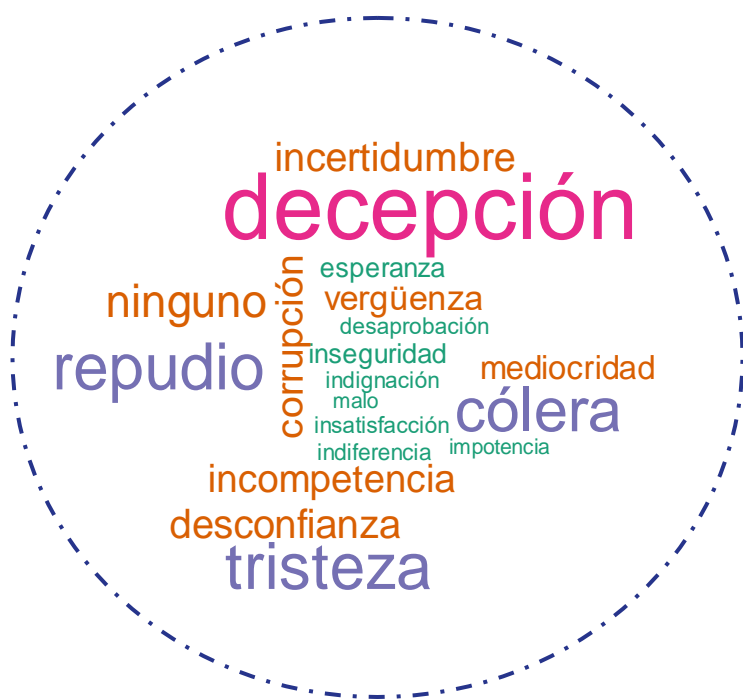 incertidumbre
decepción
esperanza
ninguno
corrupción
vergüenza
desaprobación
inseguridad
repudio
mediocridad
indignación
malo
cólera
insatisfacción
impotencia
indiferencia
incompetencia
desconfianza
tristeza